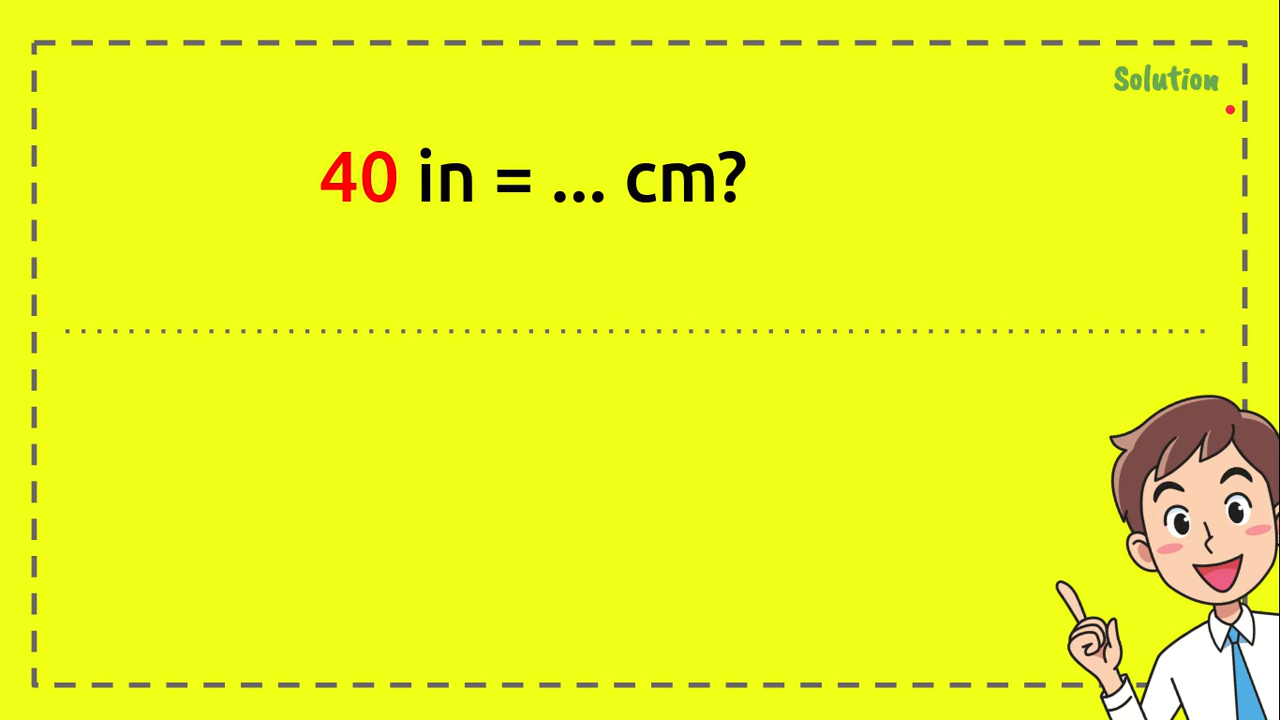 Solution
40 in = ... cm?